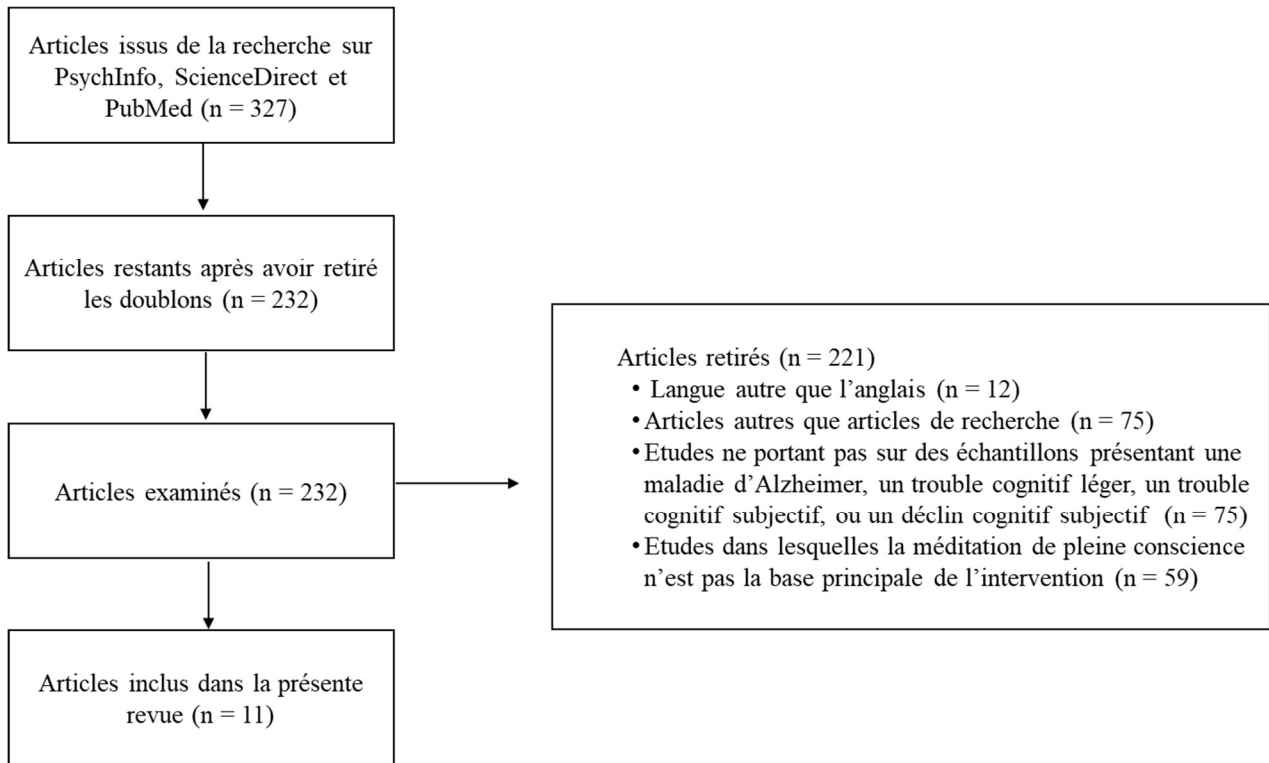 Articles issus de la recherche sur
PsychInfo, ScienceDirect et
PubMed (n = 327)
Articles restants après avoir retiré
les doublons (n = 232)
Articles examinés (n = 232)
Articles retirés (n = 221)
• Langue autre que l'anglais (n = 12)
• Articles autres que articles de recherche (n = 75)
• Etudes ne portant pas sur des échantillons présentant une
maladie d'Alzheimer, un trouble cognitif léger, un trouble
cognitif subjectif, ou un déclin cognitif subjectif (n = 75)
• Etudes dans lesquelles la méditation de pleine conscience
n'est pas la base principale de l'intervention (n = 59)
Articles inclus dans la présente
revue (n = 11)